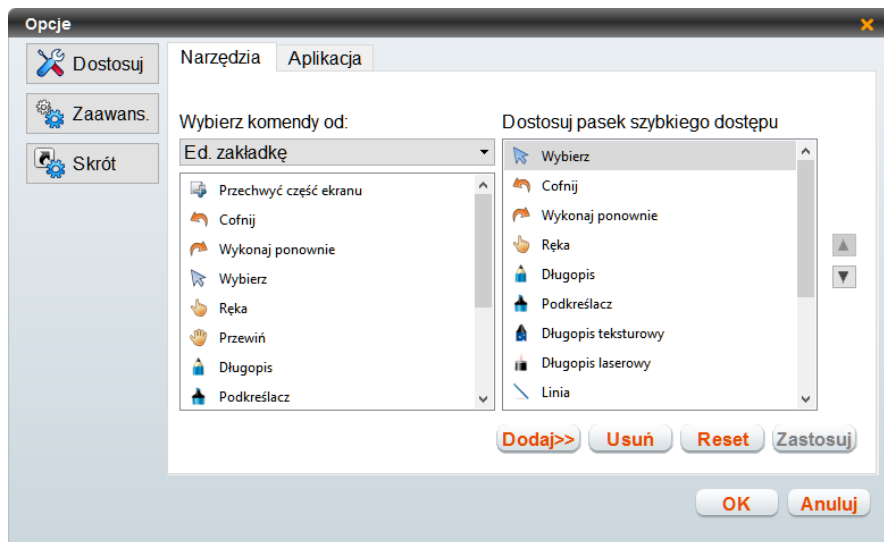 Opcje
Dostosuj
Zaawans.
Skrót
Narzędzia Aplikacja
Wybierz komendy od:
Ed. zakładkę
Przechwyć część ekranu
Cofnij
Wykonaj ponownie
Wybierz
Ręka
Przewiń
Długopis
Podkreślacz
Dostosuj pasek szybkiego dostępu
Wybierz
Cofnij
Wykonaj ponownie
Ręka
Długopis
Podkreślacz
Długopis teksturowy
Długopis laserowy
Linia
Dodaj>> Usuń Reset Zastosuj
OK Anuluj